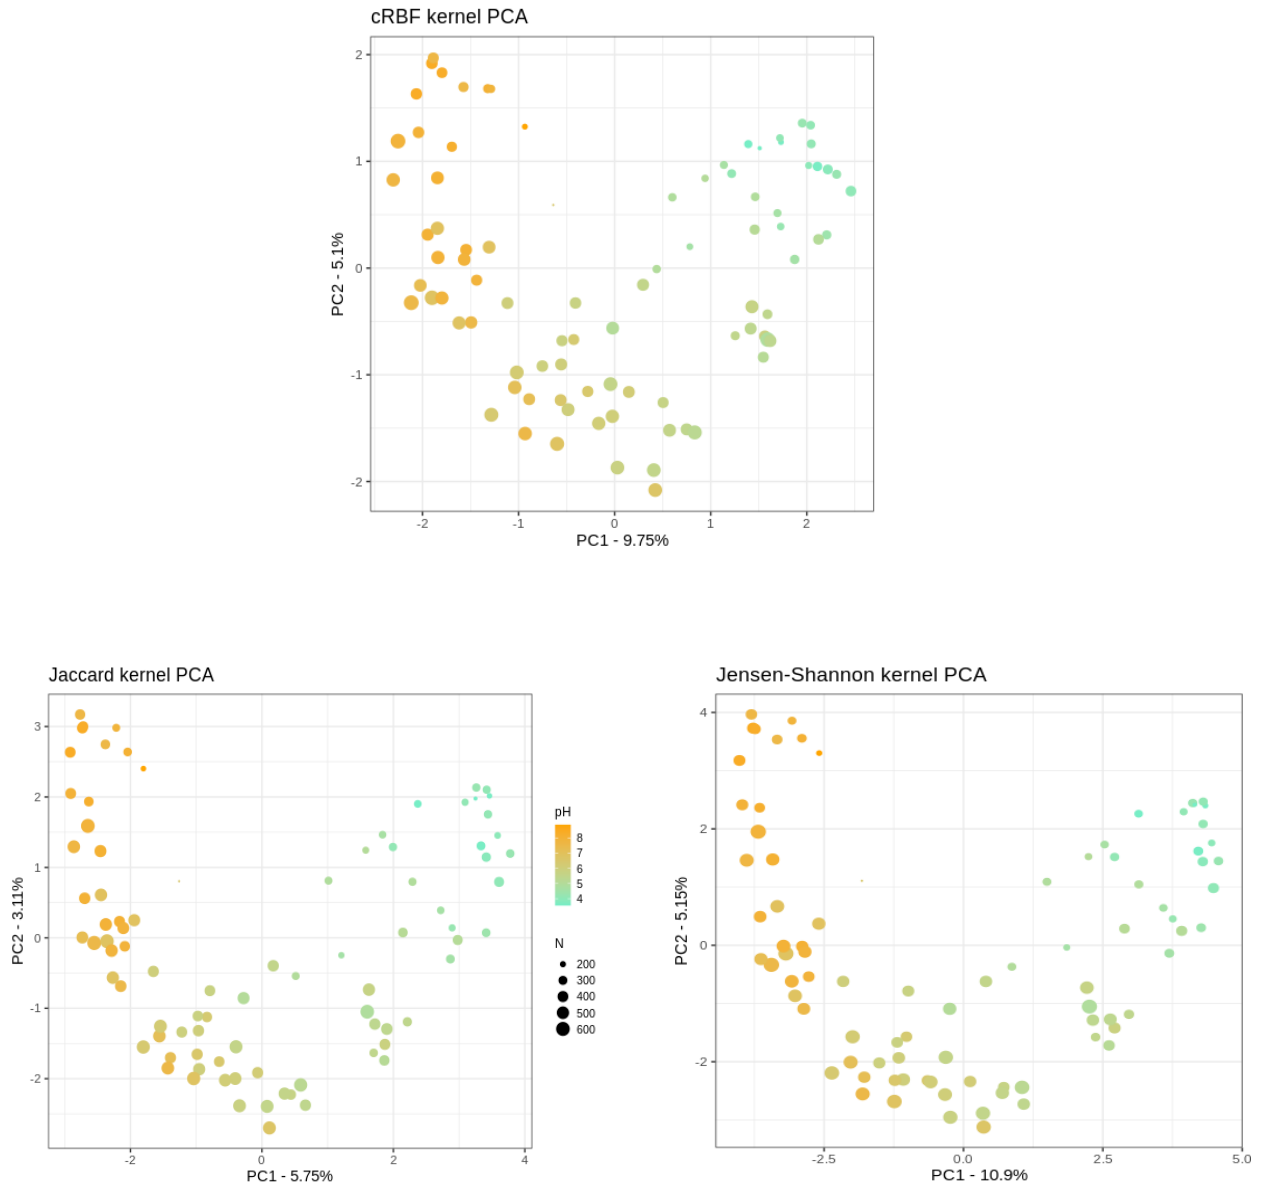 cRBF kernel PCA
2
1
0
-1
-2
PC2 - 5.1%
-2 -1 0 1 2
PC1 - 9.75%
Jaccard kernel PCA
3
2
1
0
-1
-2
PC2 - 3.11%
-2 0 2 4
PC1 - 5.75%
pH
8
7
6
5
4
N
200
300
400
500
600
Jensen-Shannon kernel PCA
4
2
0
-2
PC2 - 5.15%
-2.5 0.0 2.5 5.0
PC1 - 10.9%